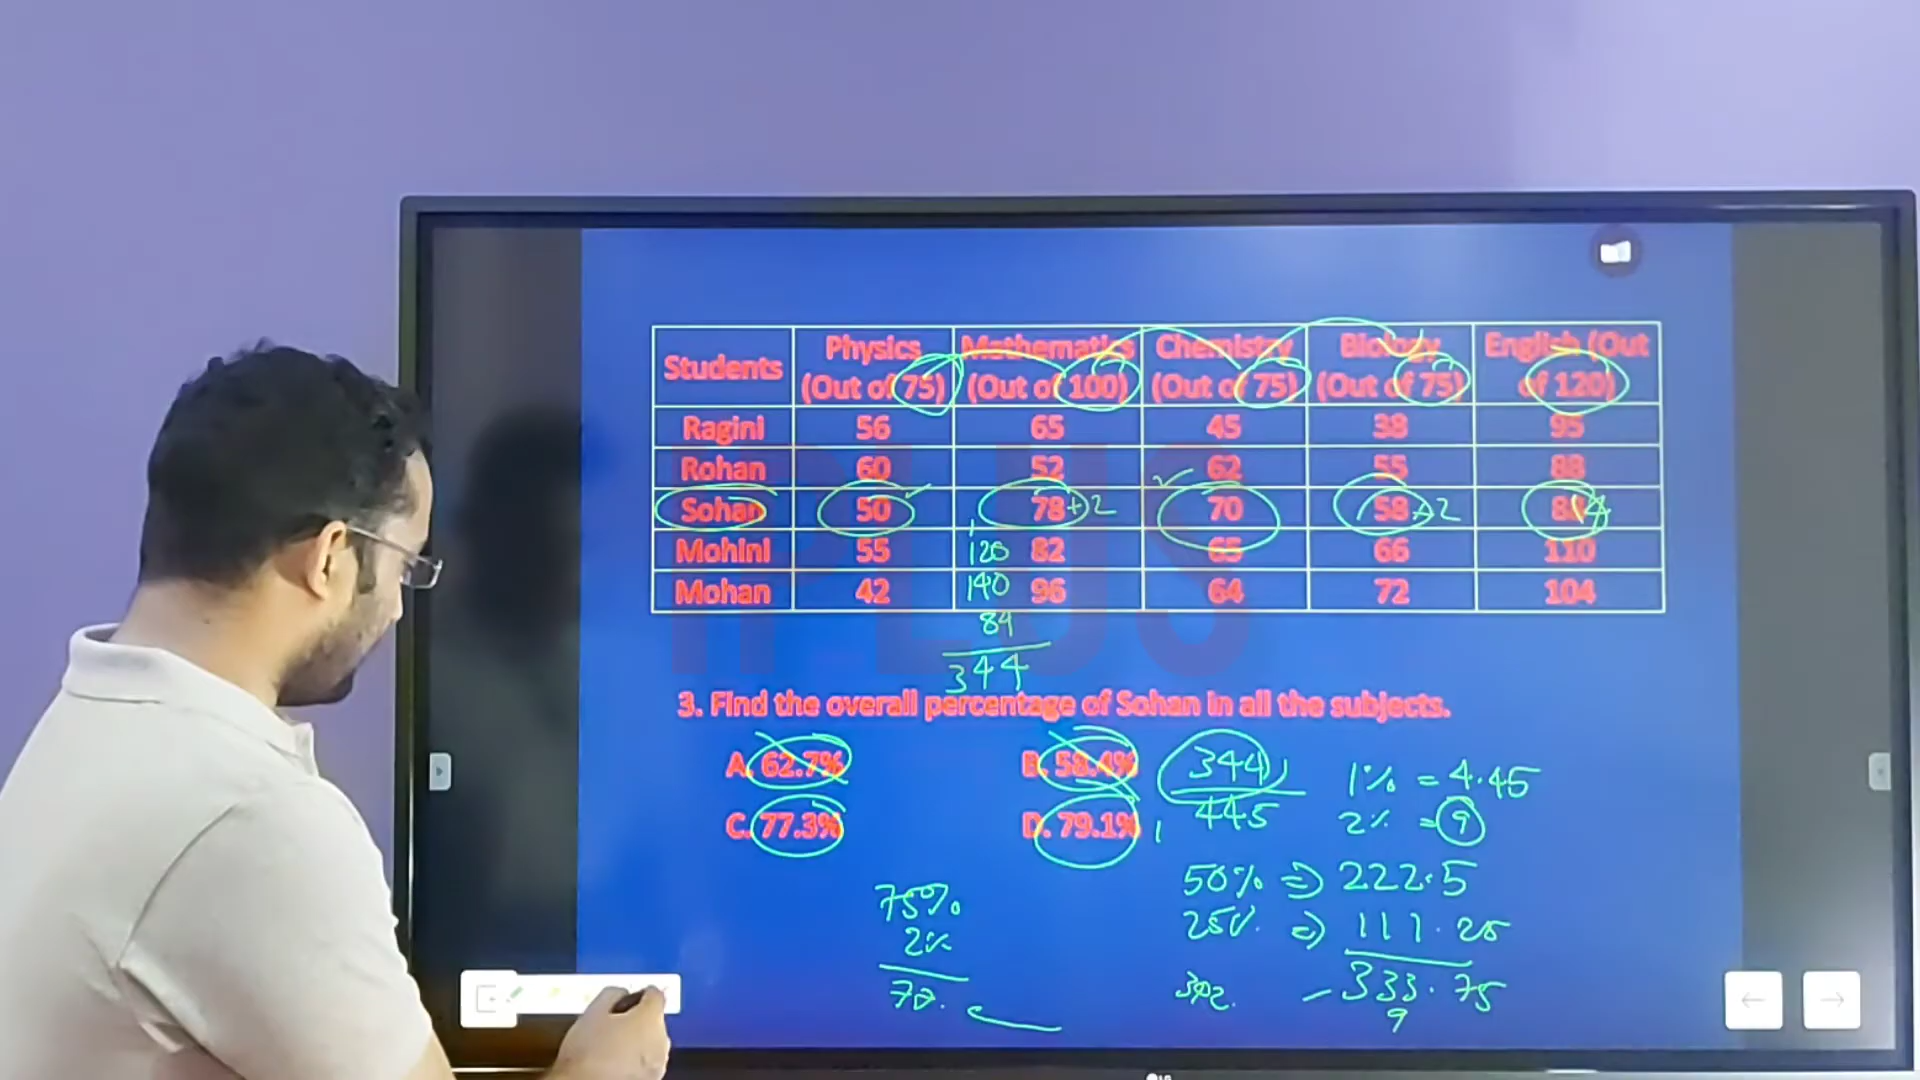 Students Physics (Out of 75) Mathematics (Out of 100) Chemistry (Out of 75) Biology (Out of 75) English (Out of 120)
Ragini 56 65 45 38 95
Rohan 60 52 62 55 88
Sohan 50 78+2 70 58+2
Mohini 55 82 65 66 110
Mohan 42 96 64 72 104
120
140
84
344
3. Find the overall percentage of Sohan in all the subjects.
A. 62.7% B. 58.4%
C. 77.3% D. 79.1%
344
445
1% = 4.45
2% = 9
50% ⇒ 222.5
25% ⇒ 111.25
333.75
9
75%
2%